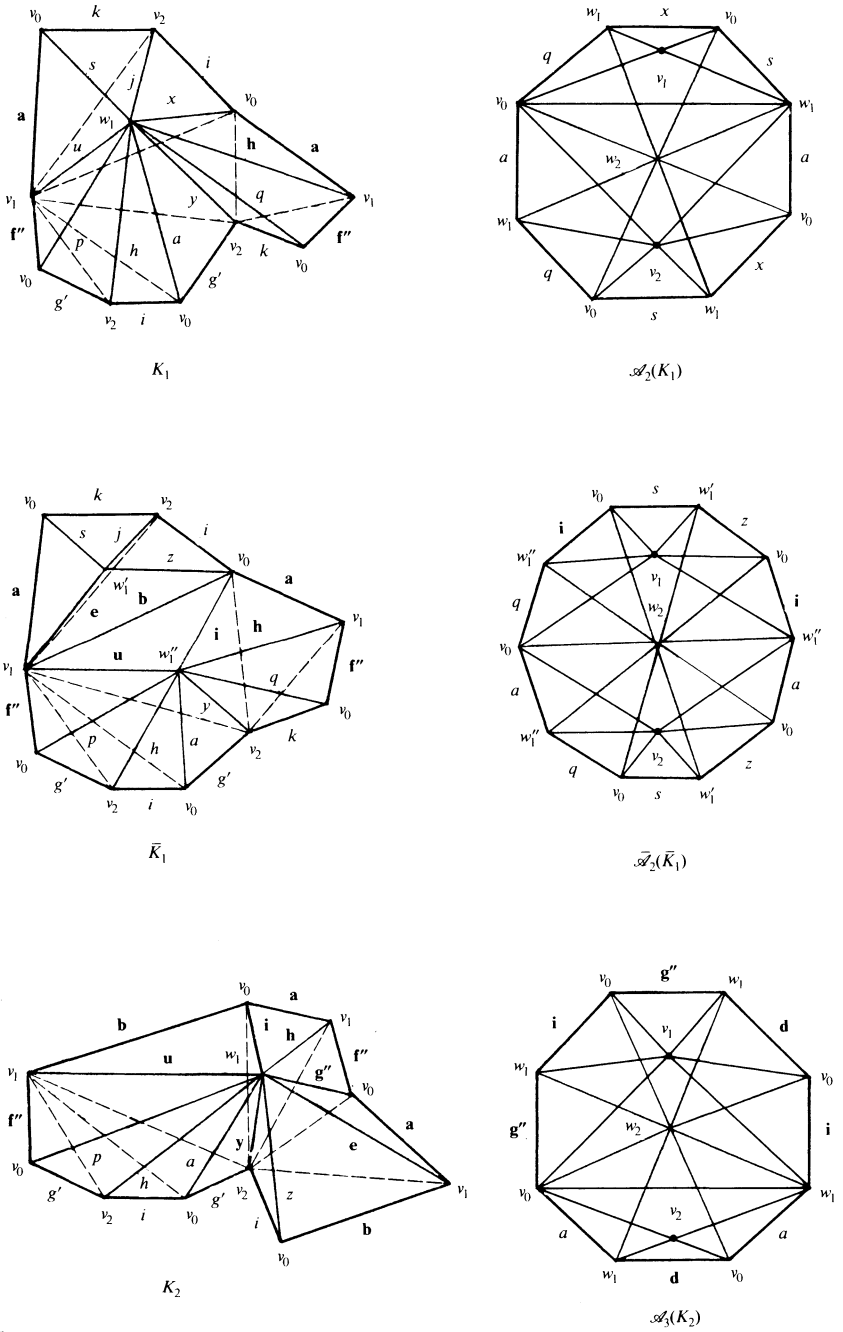 v₀ k v₂
s j i
x v₀
a w₁ h a
u
v₁ y q v₁
f″ p h a v₂ k f″
v₀ v₀
g′ g′
v₂ i v₀
K₁
w₁ x v₀
q v₁ s
v₀ w₁
a w₂ a
w₁ v₀
q v₂ x
v₀ s w₁
𝒜₂(K₁)
v₀ k v₂
s j i
z v₀
a w₁′ a
e b
i h v₁
v₁ u w₁″
f″ q f″
p h a y v₂ k v₀
v₀
g′ g′
v₂ i v₀
K̄₁
v₀ s w₁′
i z
w₁″ v₁ v₀
q w₂ i
v₀ w₁″
a a
w₁″ v₀
q v₂ z
v₀ s w₁′
𝒜̄₂(K̄₁)
v₀ a
b i h v₁
u w₁ f″
v₁ g″ v₀
f″ a
p h a y e
v₀ v₂ z v₁
g′ g′
v₂ i v₀ i b
v₀
K₂
v₀ g″ w₁
i v₁ d
w₁ v₀
g″ w₂ i
v₀ w₁
a v₂ a
w₁ d v₀
𝒜₃(K₂)